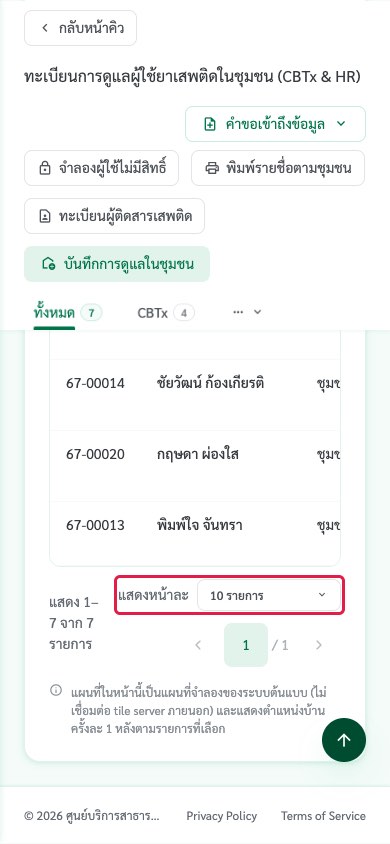 กลับหน้าคิว
ทะเบียนการดูแลผู้ใช้ยาเสพติดในชุมชน (CBTx & HR)
คำขอเข้าถึงข้อมูล
จำลองผู้ใช้ไม่มีสิทธิ์
พิมพ์รายชื่อตามชุมชน
ทะเบียนผู้ติดสารเสพติด
บันทึกการดูแลในชุมชน
ทั้งหมด 7 CBTx 4 ...
67-00014 ชัยวัฒน์ ก้องเกียรติ
67-00020 กฤษดา ผ่องใส
67-00013 พิมพ์ใจ จันทรา
แสดงหน้าละ 10 รายการ
แสดง 1–
7 จาก 7
รายการ
1 / 1
แผนที่ในหน้านี้เป็นแผนที่จำลองของระบบต้นแบบ (ไม่
เชื่อมต่อ tile server ภายนอก) และแสดงตำแหน่งบ้าน
ครั้งละ 1 หลังตามรายการที่เลือก
© 2026 ศูนย์บริการสาธาร... Privacy Policy Terms of Service